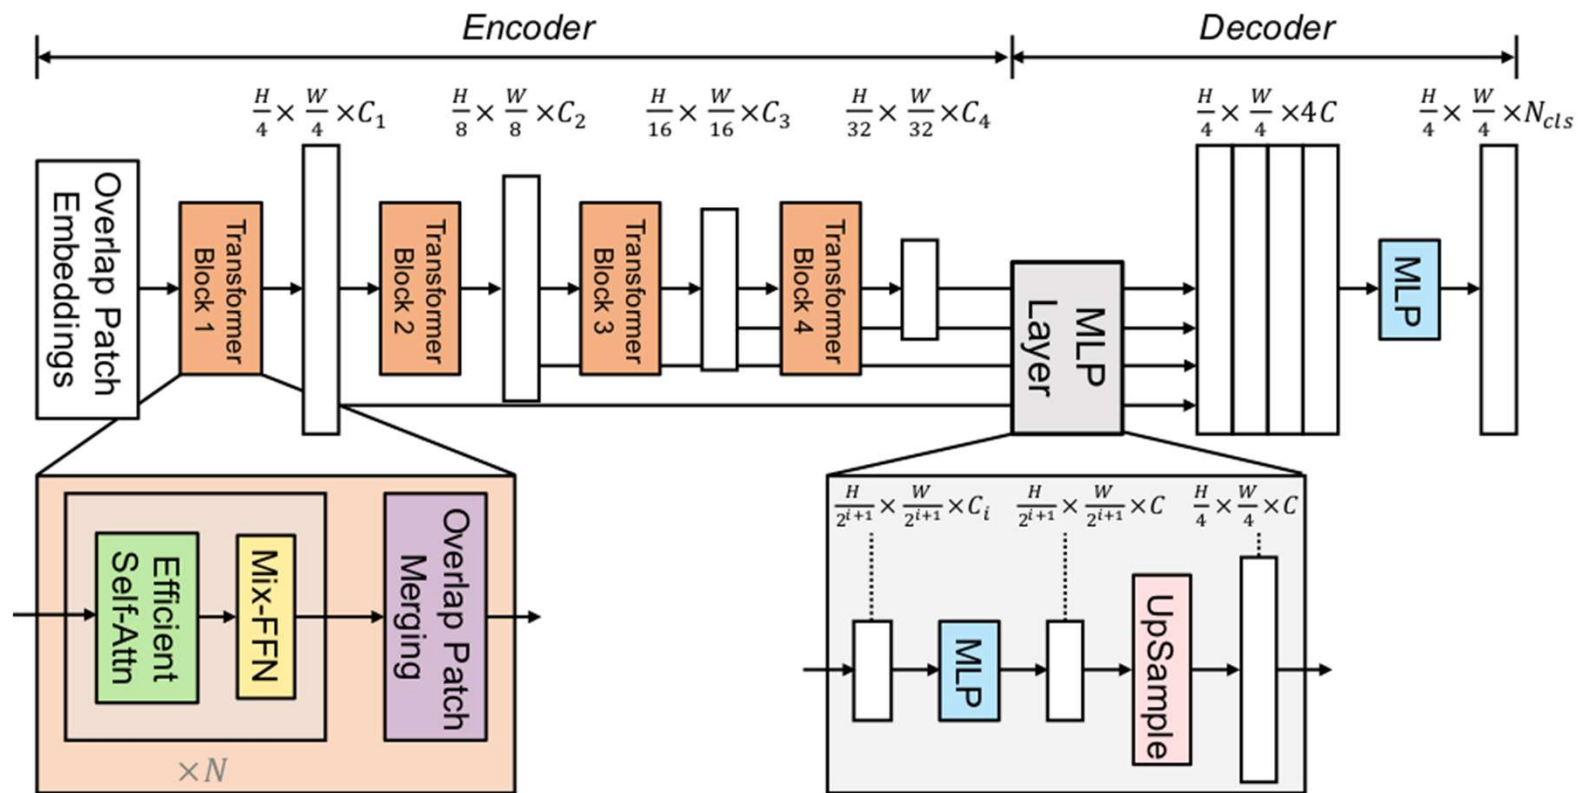 Encoder
Decoder
H/4 × W/4 ×C₁
H/8 × W/8 ×C₂
H/16 × W/16 ×C₃
H/32 × W/32 ×C₄
H/4 × W/4 ×4C
H/4 × W/4 ×N_cls
Overlap Patch
Embeddings
Transformer
Block 1
Transformer
Block 2
Transformer
Block 3
Transformer
Block 4
MLP
Layer
MLP
Efficient
Self-Attn
Mix-FFN
Overlap Patch
Merging
×N
H/2^{i+1} × W/2^{i+1} ×C_i
H/2^{i+1} × W/2^{i+1} ×C
H/4 × W/4 ×C
MLP
UpSample